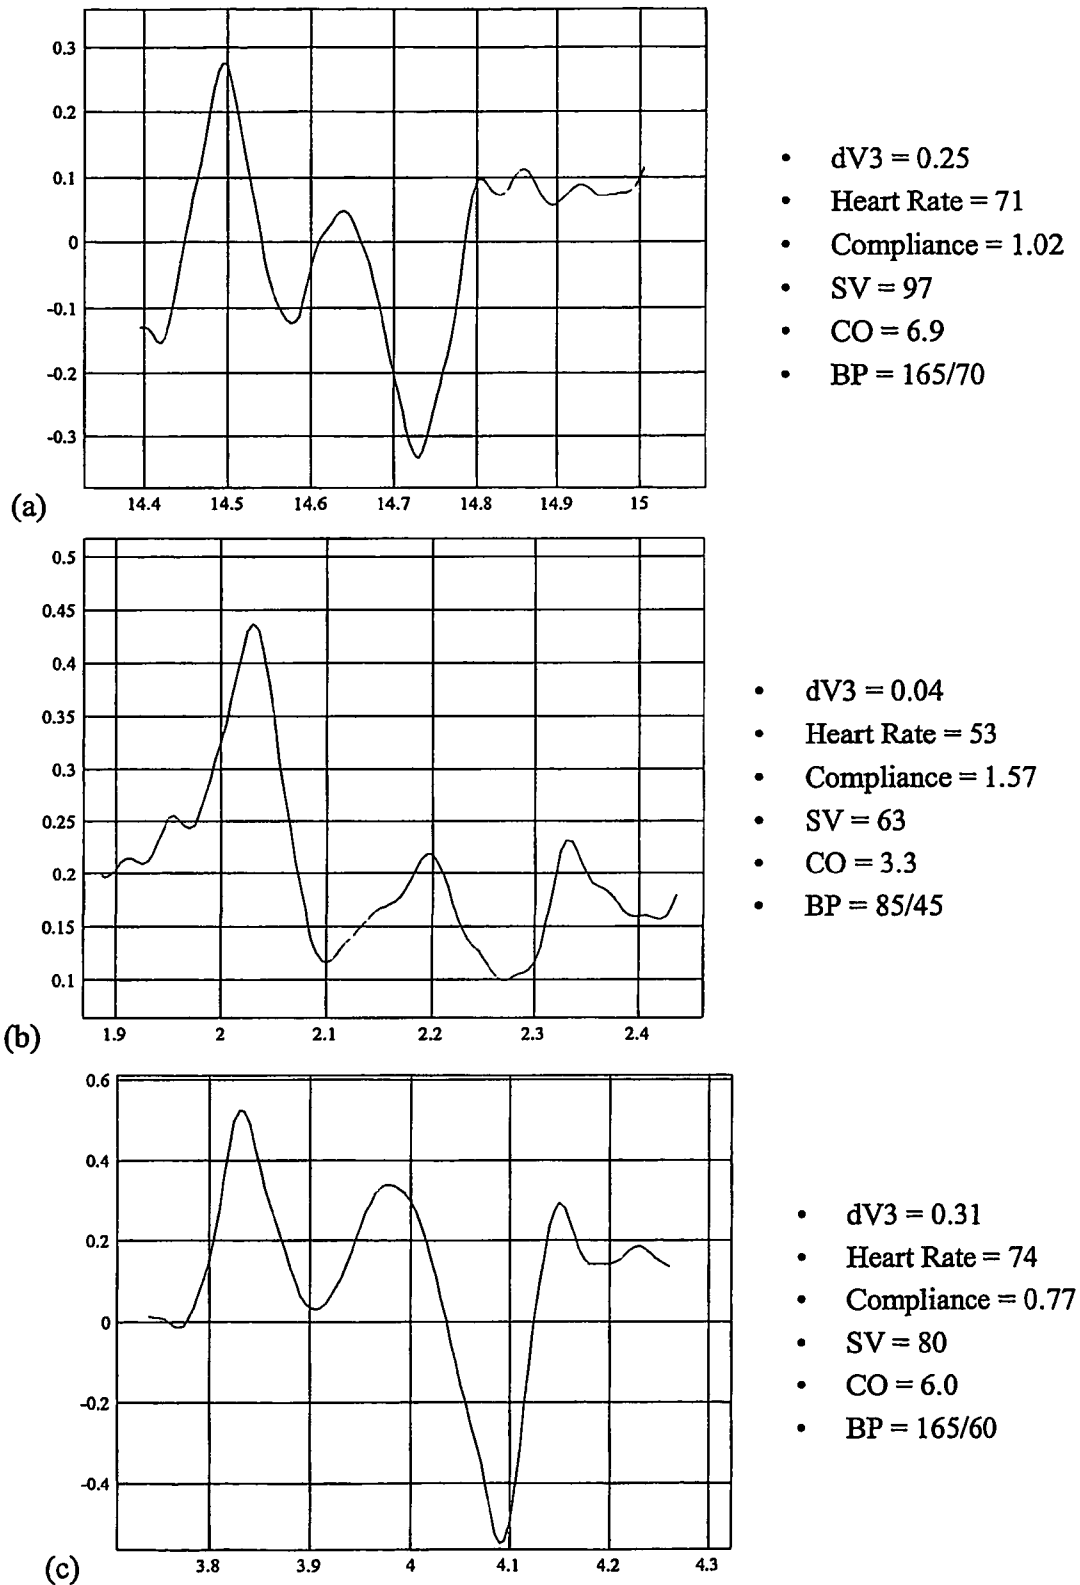 0.3
0.2
0.1
0
-0.1
-0.2
-0.3
14.4 14.5 14.6 14.7 14.8 14.9 15
(a)
• dV3 = 0.25
• Heart Rate = 71
• Compliance = 1.02
• SV = 97
• CO = 6.9
• BP = 165/70
0.5
0.45
0.4
0.35
0.3
0.25
0.2
0.15
0.1
1.9 2 2.1 2.2 2.3 2.4
(b)
• dV3 = 0.04
• Heart Rate = 53
• Compliance = 1.57
• SV = 63
• CO = 3.3
• BP = 85/45
0.6
0.4
0.2
0
-0.2
-0.4
3.8 3.9 4 4.1 4.2 4.3
(c)
• dV3 = 0.31
• Heart Rate = 74
• Compliance = 0.77
• SV = 80
• CO = 6.0
• BP = 165/60